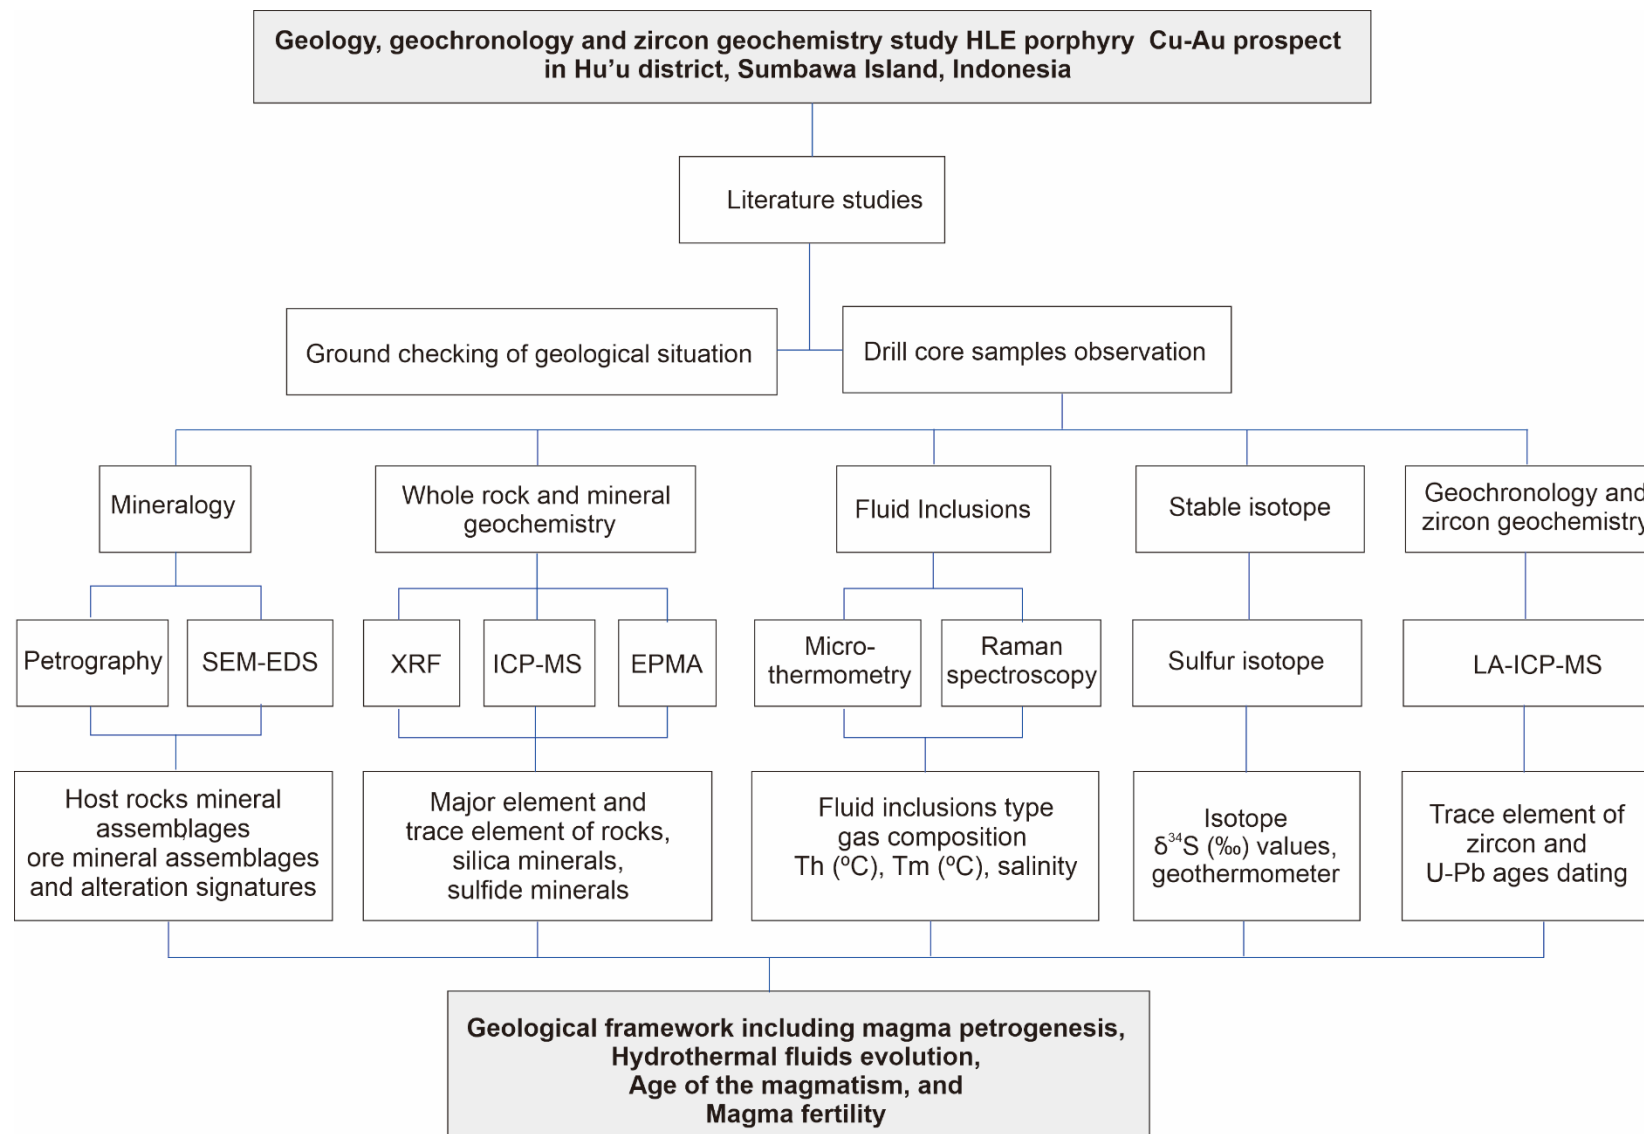 Geology, geochronology and zircon geochemistry study HLE porphyry Cu-Au prospect
in Hu'u district, Sumbawa Island, Indonesia
Literature studies
Ground checking of geological situation
Drill core samples observation
Mineralogy
Whole rock and mineral
geochemistry
Fluid Inclusions
Stable isotope
Geochronology and
zircon geochemistry
Petrography
SEM-EDS
XRF
ICP-MS
EPMA
Micro-
thermometry
Raman
spectroscopy
Sulfur isotope
LA-ICP-MS
Host rocks mineral
assemblages
ore mineral assemblages
and alteration signatures
Major element and
trace element of rocks,
silica minerals,
sulfide minerals
Fluid inclusions type
gas composition
Th (ºC), Tm (ºC), salinity
Isotope
δ³⁴S (‰) values,
geothermometer
Trace element of
zircon and
U-Pb ages dating
Geological framework including magma petrogenesis,
Hydrothermal fluids evolution,
Age of the magmatism, and
Magma fertility